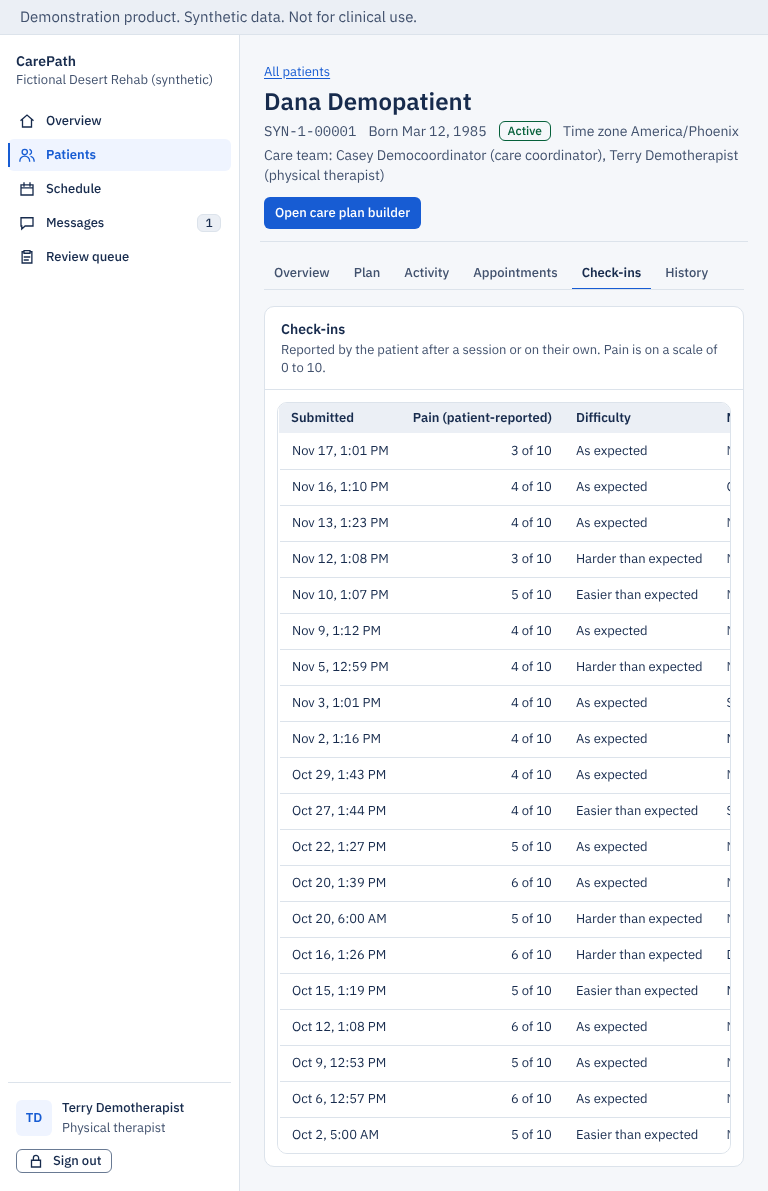 Demonstration product. Synthetic data. Not for clinical use.
CarePath
Fictional Desert Rehab (synthetic)
Overview
Patients
Schedule
Messages 1
Review queue
TD
Terry Demotherapist
Physical therapist
Sign out
All patients
Dana Demopatient
SYN-1-00001 Born Mar 12, 1985 Active Time zone America/Phoenix
Care team: Casey Democoordinator (care coordinator), Terry Demotherapist
(physical therapist)
Open care plan builder
Overview Plan Activity Appointments Check-ins History
Check-ins
Reported by the patient after a session or on their own. Pain is on a scale of
0 to 10.
Submitted Pain (patient-reported) Difficulty
Nov 17, 1:01 PM 3 of 10 As expected
Nov 16, 1:10 PM 4 of 10 As expected
Nov 13, 1:23 PM 4 of 10 As expected
Nov 12, 1:08 PM 3 of 10 Harder than expected
Nov 10, 1:07 PM 5 of 10 Easier than expected
Nov 9, 1:12 PM 4 of 10 As expected
Nov 5, 12:59 PM 4 of 10 Harder than expected
Nov 3, 1:01 PM 4 of 10 As expected
Nov 2, 1:16 PM 4 of 10 As expected
Oct 29, 1:43 PM 4 of 10 As expected
Oct 27, 1:44 PM 4 of 10 Easier than expected
Oct 22, 1:27 PM 5 of 10 As expected
Oct 20, 1:39 PM 6 of 10 As expected
Oct 20, 6:00 AM 5 of 10 Harder than expected
Oct 16, 1:26 PM 6 of 10 Harder than expected
Oct 15, 1:19 PM 5 of 10 Easier than expected
Oct 12, 1:08 PM 6 of 10 As expected
Oct 9, 12:53 PM 5 of 10 As expected
Oct 6, 12:57 PM 6 of 10 As expected
Oct 2, 5:00 AM 5 of 10 Easier than expected